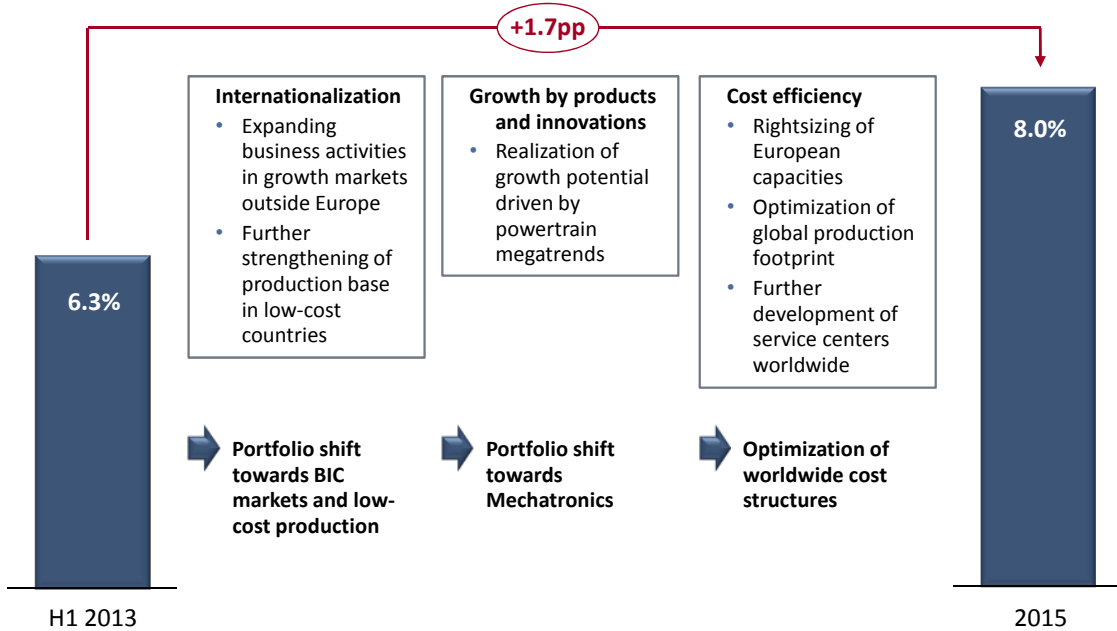 +1.7pp
6.3%
H1 2013
Internationalization
• Expanding
business activities
in growth markets
outside Europe
• Further
strengthening of
production base
in low-cost
countries
Portfolio shift
towards BIC
markets and low-
cost production
Growth by products
and innovations
• Realization of
growth potential
driven by
powertrain
megatrends
Portfolio shift
towards
Mechatronics
Cost efficiency
• Rightsizing of
European
capacities
• Optimization of
global production
footprint
• Further
development of
service centers
worldwide
Optimization of
worldwide cost
structures
8.0%
2015